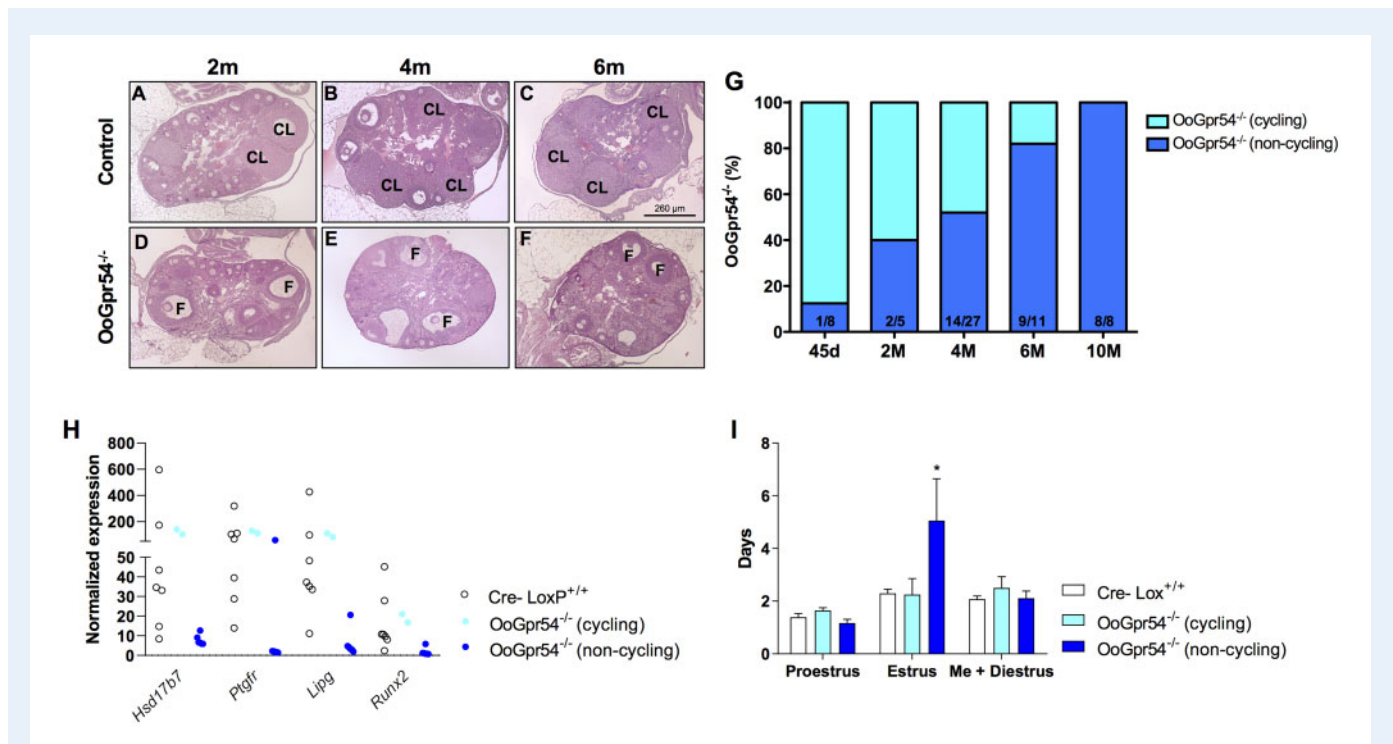 2m 4m 6m
Control
A
CL
CL
B
CL
CL
CL
C
CL
CL
260 µm
OoGpr54-/-
D
F
F
E
F
F
F
F
F
G
OoGpr54-/- (%)
100
80
60
40
20
0
1/8 2/5 14/27 9/11 8/8
45d 2M 4M 6M 10M
OoGpr54-/- (cycling)
OoGpr54-/- (non-cycling)
H
Normalized expression
800
600
400
200
50
40
30
20
10
0
Hsd17b7 Ptgfr Lipg Runx2
Cre- LoxP+/+
OoGpr54-/- (cycling)
OoGpr54-/- (non-cycling)
I
Days
8
6
4
2
0
*
Proestrus Estrus Me + Diestrus
Cre- Lox+/+
OoGpr54-/- (cycling)
OoGpr54-/- (non-cycling)